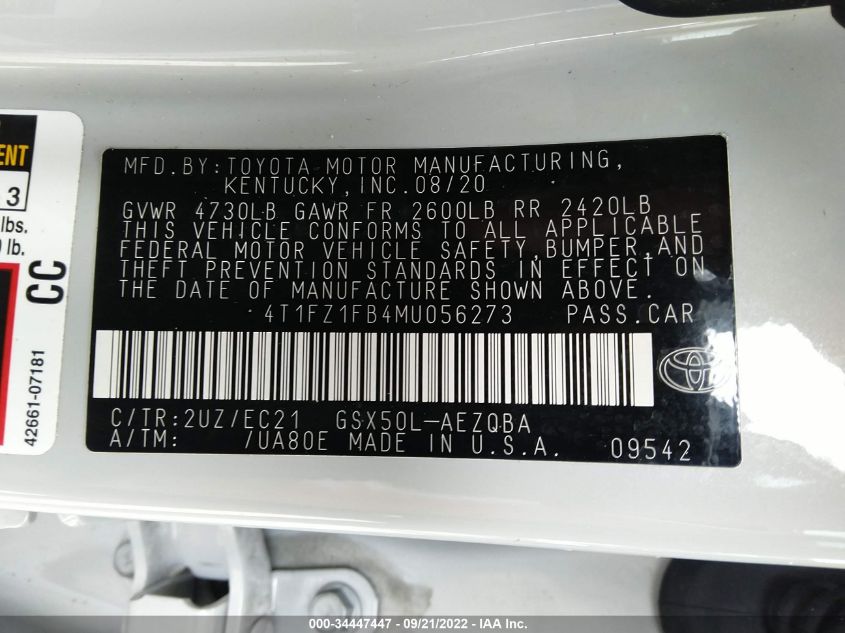 ENT
3
lbs.
lb.
CC
42661-07181
MFD.BY:TOYOTA MOTOR MANUFACTURING,
KENTUCKY,INC.08/20
GVWR 4730LB GAWR FR 2600LB RR 2420LB
THIS VEHICLE CONFORMS TO ALL APPLICABLE
FEDERAL MOTOR VEHICLE SAFETY,BUMPER,AND
THEFT PREVENTION STANDARDS IN EFFECT ON
THE DATE OF MANUFACTURE SHOWN ABOVE.
4T1FZ1FB4MU056273 PASS.CAR
C/TR:2UZ/EC21 GSX50L-AEZQBA
A/TM: /UA80E MADE IN U.S.A. 09542
000-34447447 - 09/21/2022 - IAA Inc.